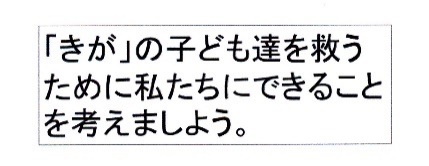 「きが」の子ども達を救う
ために私たちにできること
を考えましよう。